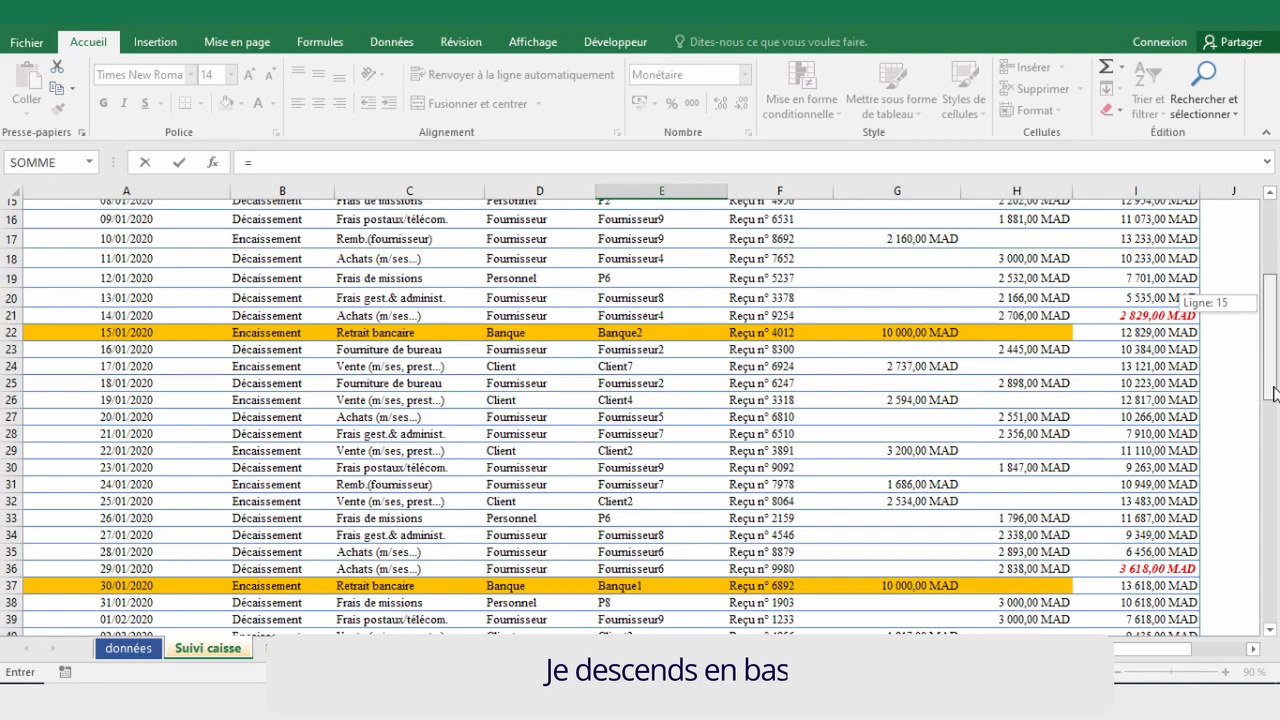 Fichier Accueil Insertion Mise en page Formules Données Révision Affichage Développeur Dites-nous ce que vous voulez faire. Connexion Partager
Coller
Times New Roma 14
Renvoyer à la ligne automatiquement
Fusionner et centrer
Monétaire
Mise en forme conditionnelle
Mettre sous forme de tableau
Styles de cellules
Insérer
Supprimer
Format
Trier et filtrer
Rechercher et sélectionner
Presse-papiers Police Alignement Nombre Style Cellules Édition
SOMME =
A B C D E F G H I J
15 08/01/2020 Décaissement Frais de missions Personnel P2 Reçu n° 4956 2 202,00 MAD 12 954,00 MAD
16 09/01/2020 Décaissement Frais postaux/télécom. Fournisseur Fournisseur9 Reçu n° 6531 1 881,00 MAD 11 073,00 MAD
17 10/01/2020 Encaissement Remb.(fournisseur) Fournisseur Fournisseur9 Reçu n° 8692 2 160,00 MAD 13 233,00 MAD
18 11/01/2020 Décaissement Achats (m/ses...) Fournisseur Fournisseur4 Reçu n° 7652 3 000,00 MAD 10 233,00 MAD
19 12/01/2020 Décaissement Frais de missions Personnel P6 Reçu n° 5237 2 532,00 MAD 7 701,00 MAD
20 13/01/2020 Décaissement Frais gest.& administ. Fournisseur Fournisseur8 Reçu n° 3378 2 166,00 MAD 5 535,00 MAD
Ligne: 15
21 14/01/2020 Décaissement Achats (m/ses...) Fournisseur Fournisseur4 Reçu n° 9254 2 706,00 MAD 2 829,00 MAD
22 15/01/2020 Encaissement Retrait bancaire Banque Banque2 Reçu n° 4012 10 000,00 MAD 12 829,00 MAD
23 16/01/2020 Décaissement Fourniture de bureau Fournisseur Fournisseur2 Reçu n° 8300 2 445,00 MAD 10 384,00 MAD
24 17/01/2020 Encaissement Vente (m/ses, prest...) Client Client7 Reçu n° 6924 2 737,00 MAD 13 121,00 MAD
25 18/01/2020 Décaissement Fourniture de bureau Fournisseur Fournisseur2 Reçu n° 6247 2 898,00 MAD 10 223,00 MAD
26 19/01/2020 Encaissement Vente (m/ses, prest...) Client Client4 Reçu n° 3318 2 594,00 MAD 12 817,00 MAD
27 20/01/2020 Décaissement Achats (m/ses...) Fournisseur Fournisseur5 Reçu n° 6810 2 551,00 MAD 10 266,00 MAD
28 21/01/2020 Décaissement Frais gest.& administ. Fournisseur Fournisseur7 Reçu n° 6510 2 356,00 MAD 7 910,00 MAD
29 22/01/2020 Encaissement Vente (m/ses, prest...) Client Client2 Reçu n° 3891 3 200,00 MAD 11 110,00 MAD
30 23/01/2020 Décaissement Frais postaux/télécom. Fournisseur Fournisseur9 Reçu n° 9092 1 847,00 MAD 9 263,00 MAD
31 24/01/2020 Encaissement Remb.(fournisseur) Fournisseur Fournisseur7 Reçu n° 7978 1 686,00 MAD 10 949,00 MAD
32 25/01/2020 Encaissement Vente (m/ses, prest...) Client Client2 Reçu n° 8064 2 534,00 MAD 13 483,00 MAD
33 26/01/2020 Décaissement Frais de missions Personnel P6 Reçu n° 2159 1 796,00 MAD 11 687,00 MAD
34 27/01/2020 Décaissement Frais gest.& administ. Fournisseur Fournisseur8 Reçu n° 4546 2 338,00 MAD 9 349,00 MAD
35 28/01/2020 Décaissement Achats (m/ses...) Fournisseur Fournisseur6 Reçu n° 8879 2 893,00 MAD 6 456,00 MAD
36 29/01/2020 Décaissement Achats (m/ses...) Fournisseur Fournisseur6 Reçu n° 9980 2 838,00 MAD 3 618,00 MAD
37 30/01/2020 Encaissement Retrait bancaire Banque Banque1 Reçu n° 6892 10 000,00 MAD 13 618,00 MAD
38 31/01/2020 Décaissement Frais de missions Personnel P8 Reçu n° 1903 3 000,00 MAD 10 618,00 MAD
39 01/02/2020 Décaissement Frais postaux/télécom. Fournisseur Fournisseur9 Reçu n° 1233 3 000,00 MAD 7 618,00 MAD
données Suivi caisse
Je descends en bas
Entrer 90 %